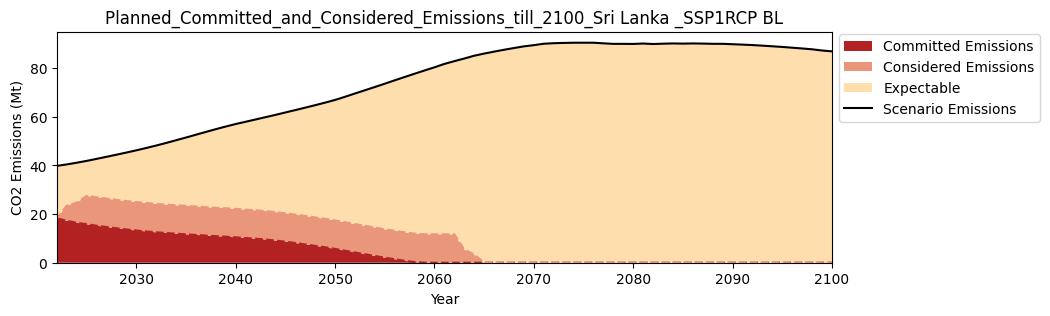 Planned_Committed_and_Considered_Emissions_till_2100_Sri Lanka _SSP1RCP BL
Committed Emissions
Considered Emissions
Expectable
Scenario Emissions
CO2 Emissions (Mt)
80
60
40
20
0
2030 2040 2050 2060 2070 2080 2090 2100
Year